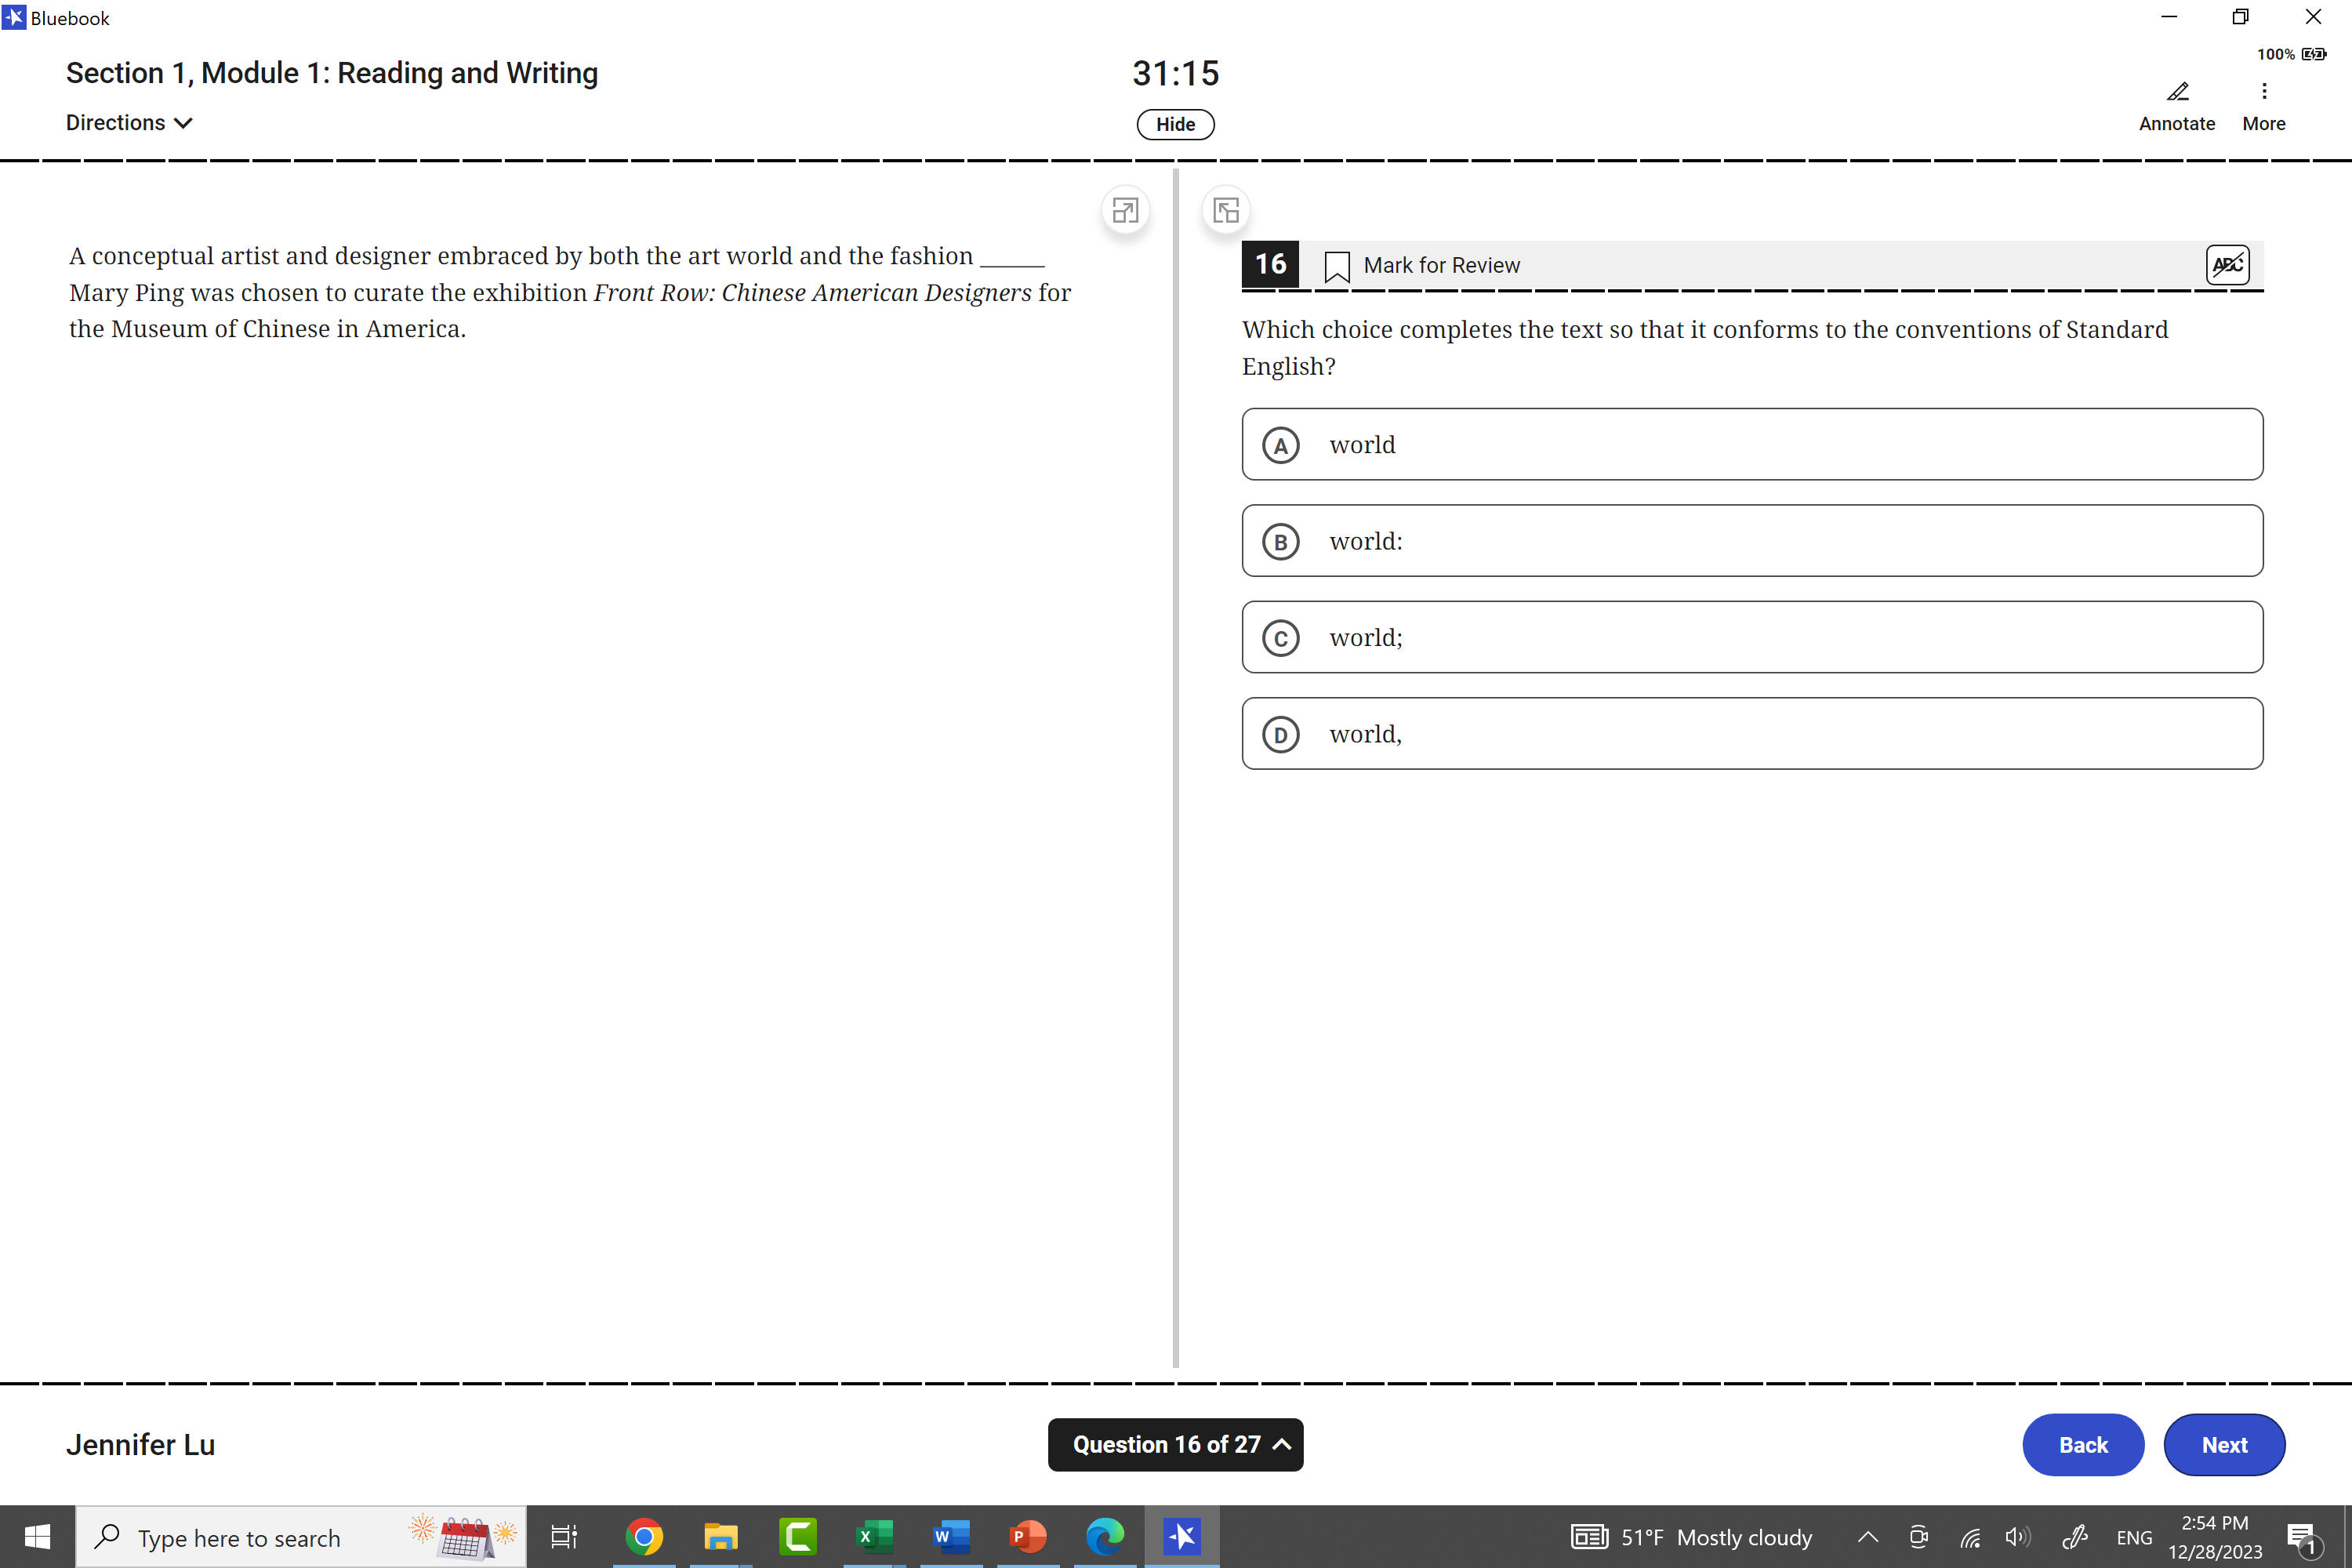 Bluebook
100%
Section 1, Module 1: Reading and Writing
31:15
Directions
Hide
Annotate
More
A conceptual artist and designer embraced by both the art world and the fashion ______
Mary Ping was chosen to curate the exhibition Front Row: Chinese American Designers for
the Museum of Chinese in America.
16
Mark for Review
ABC
Which choice completes the text so that it conforms to the conventions of Standard
English?
A world
B world:
C world;
D world,
Jennifer Lu
Question 16 of 27
Back
Next
Type here to search
X
W
P
51°F Mostly cloudy
ENG
2:54 PM
12/28/2023
1